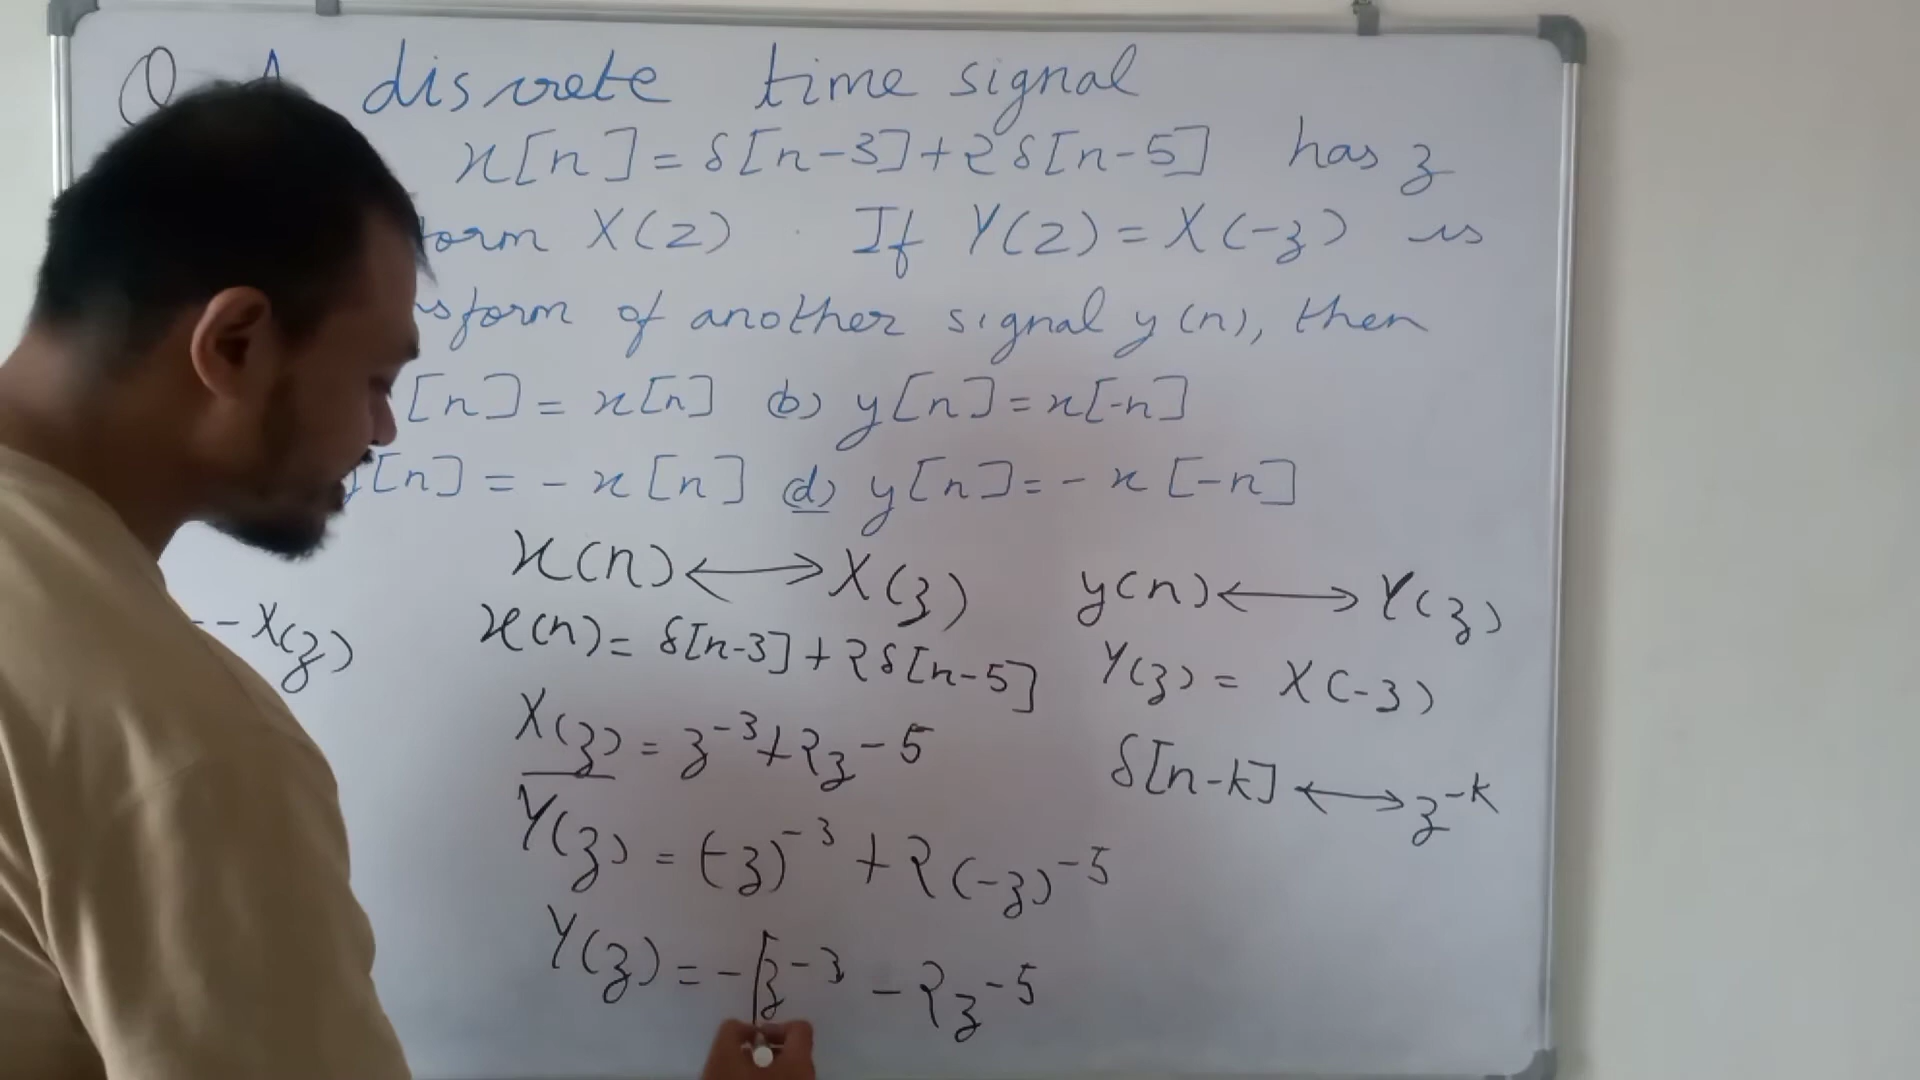 discrete time signal
x[n]=δ[n-3]+2δ[n-5] has z
orm X(z) . If Y(z)=X(-z) is
sform of another signal y(n), then
[n]=x[n] (b) y[n]=x[-n]
y[n]=-x[n] (d) y[n]=-x[-n]
x(n)⟷X(z) y(n)⟷Y(z)
--X(z)
x(n)=δ[n-3]+2δ[n-5] Y(z)=X(-z)
X(z)=z⁻³+2z⁻⁵ δ[n-k]⟷z⁻ᵏ
Y(z)=(-z)⁻³+2(-z)⁻⁵
Y(z)=-[z⁻³-2z⁻⁵